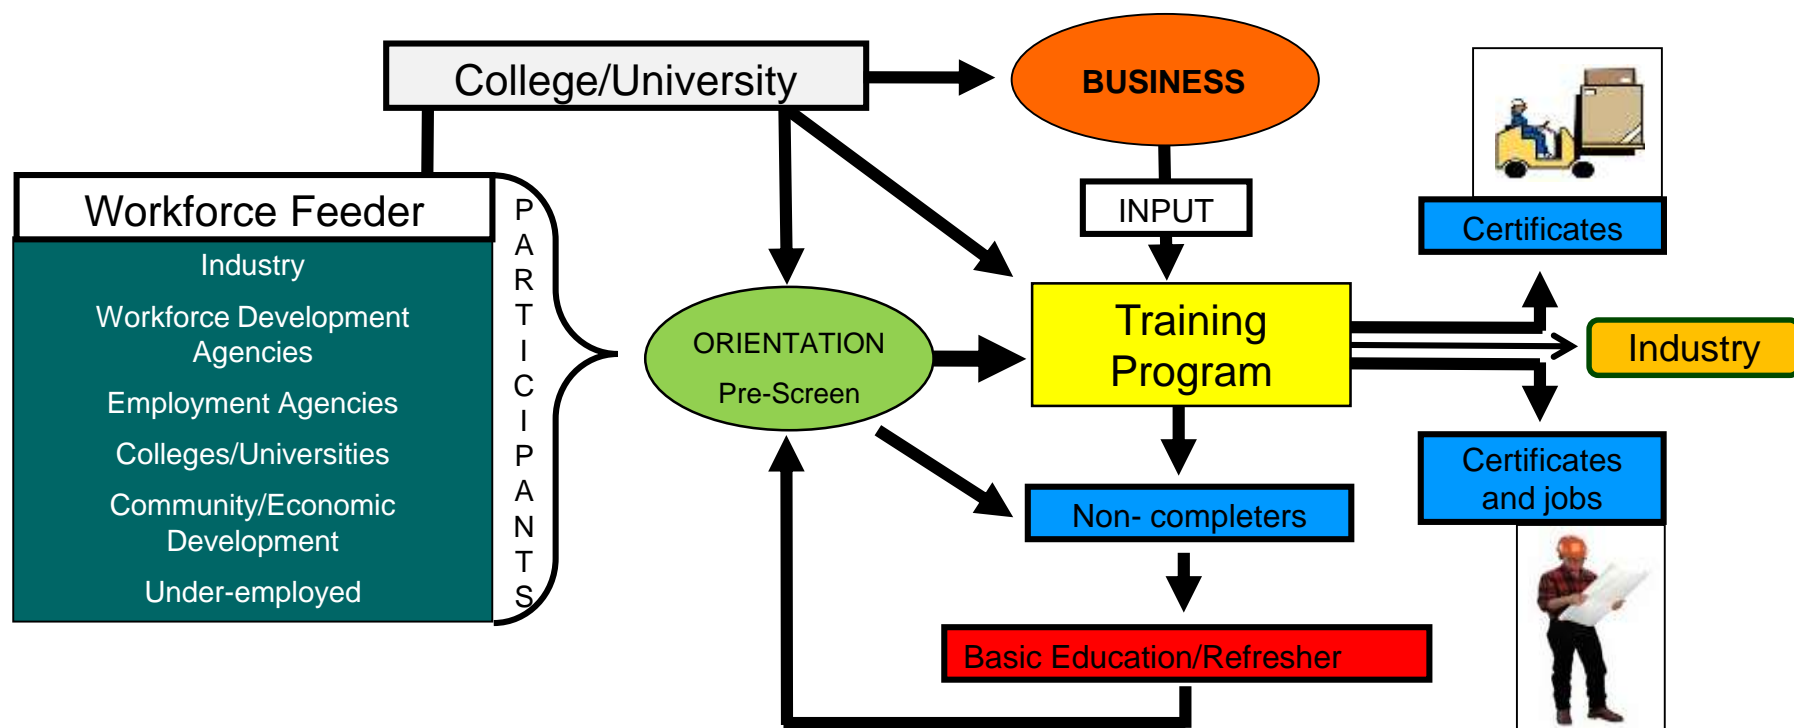 College/University
BUSINESS
Workforce Feeder
Industry
Workforce Development
Agencies
Employment Agencies
Colleges/Universities
Community/Economic
Development
Under-employed
P
A
R
T
I
C
I
P
A
N
T
S
ORIENTATION
Pre-Screen
INPUT
Training
Program
Non- completers
Basic Education/Refresher
Certificates
Industry
Certificates
and jobs